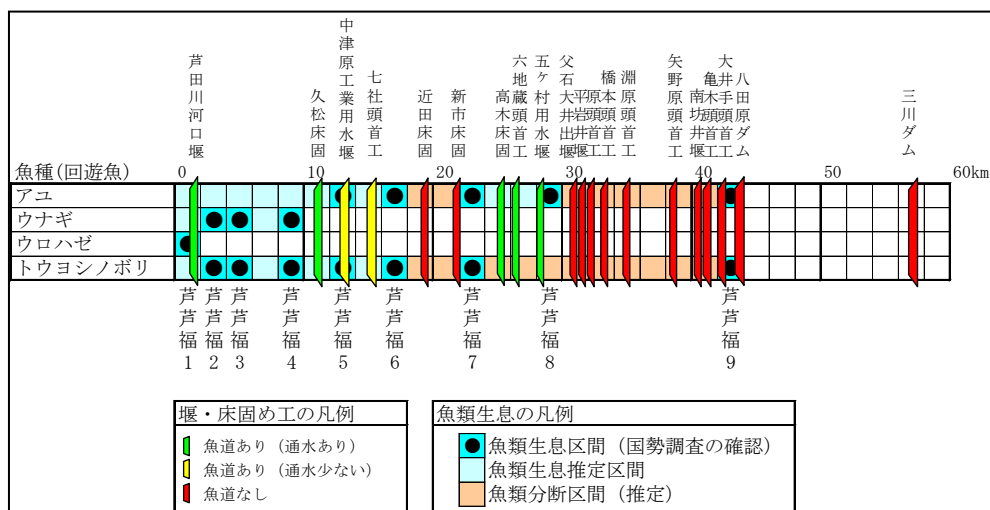 芦田川河口堰
久松床固
中津原工業用水堰
七社頭首工
近田床固
新市床固
高木床固
六地蔵頭首工
五ケ村用水堰
父石大井出堰
平岩井堰
原頭首工
橋本頭首工
淵原頭首工
矢野原頭首工
南坊井堰
亀木頭首工
大井手頭首工
八田原ダム
三川ダム
魚種(回遊魚) 0 10 20 30 40 50 60km
アユ
ウナギ
ウロハゼ
トウヨシノボリ
芦芦福1
芦芦福2
芦芦福3
芦芦福4
芦芦福5
芦芦福6
芦芦福7
芦芦福8
芦芦福9
堰・床固め工の凡例
魚道あり（通水あり）
魚道あり（通水少ない）
魚道なし
魚類生息の凡例
魚類生息区間（国勢調査の確認）
魚類生息推定区間
魚類分断区間（推定）